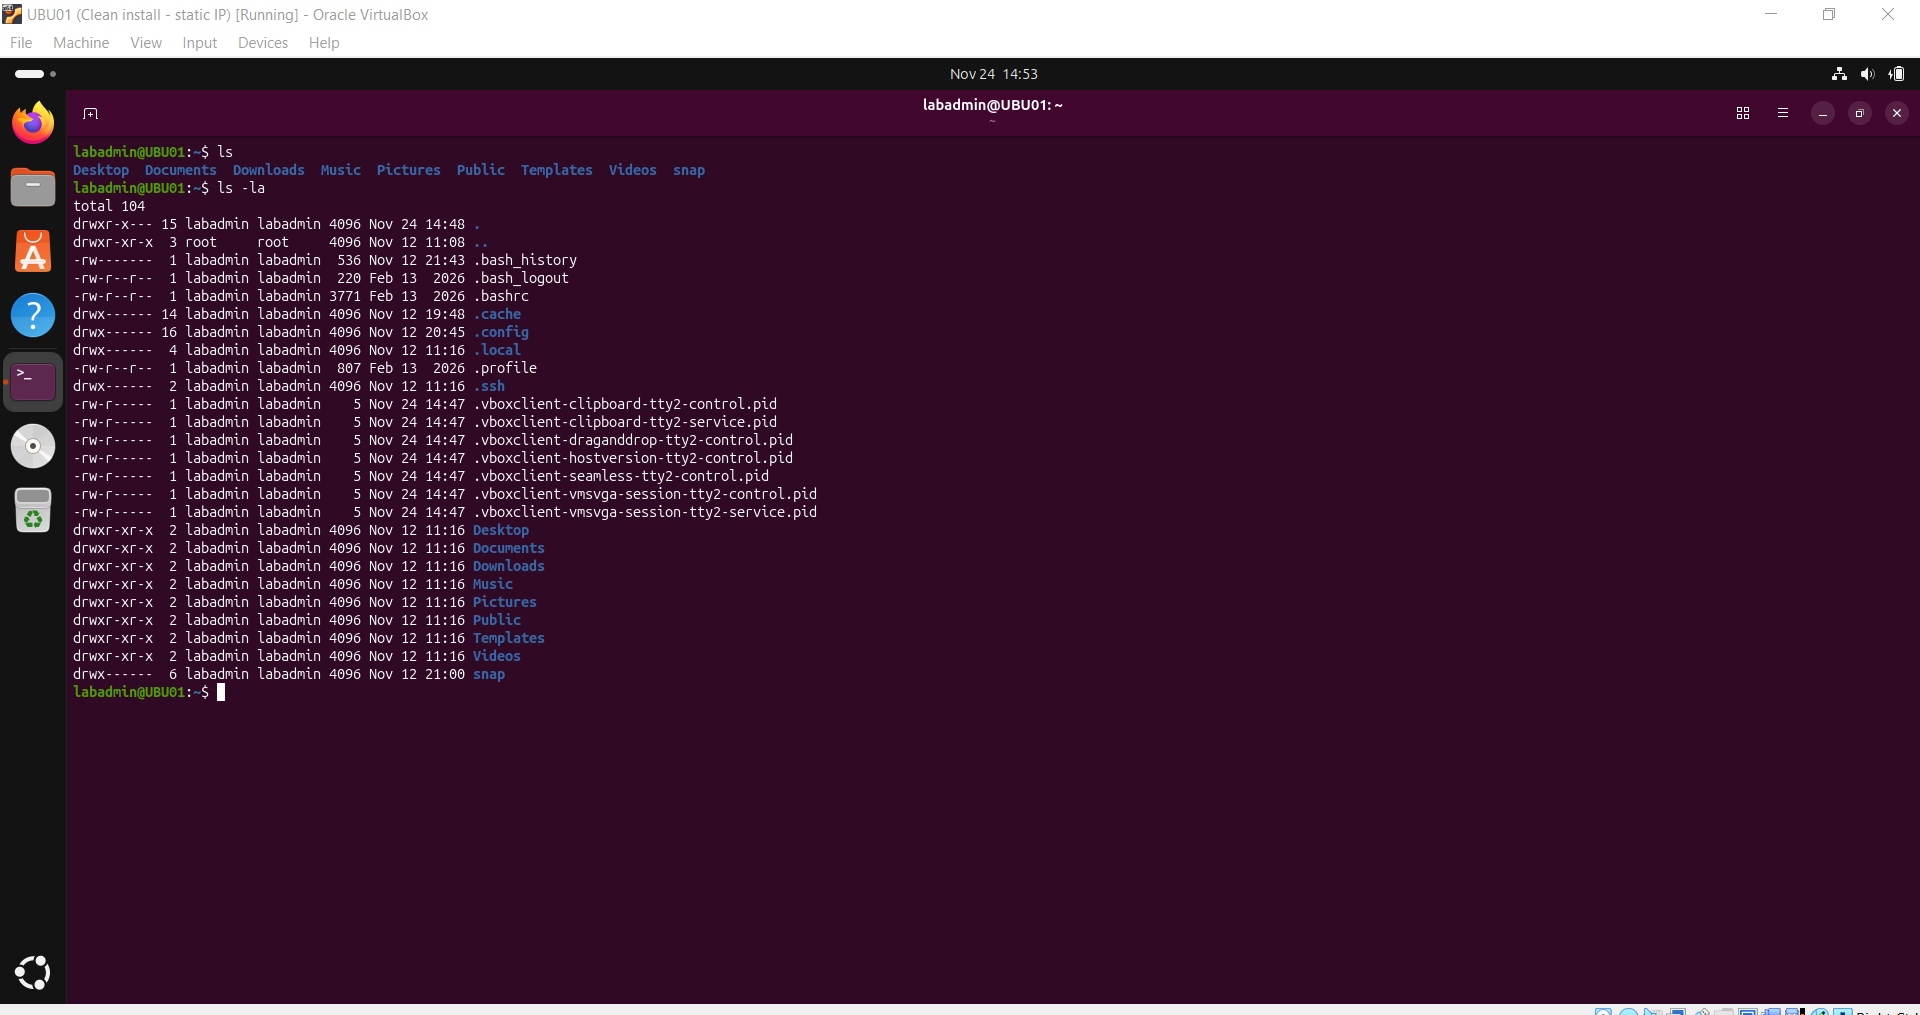 UBU01 (Clean install - static IP) [Running] - Oracle VirtualBox
File Machine View Input Devices Help
Nov 24 14:53
labadmin@UBU01: ~
~
labadmin@UBU01:~$ ls
Desktop Documents Downloads Music Pictures Public Templates Videos snap
labadmin@UBU01:~$ ls -la
total 104
drwxr-x--- 15 labadmin labadmin 4096 Nov 24 14:48 .
drwxr-xr-x 3 root root 4096 Nov 12 11:08 ..
-rw------- 1 labadmin labadmin 536 Nov 12 21:43 .bash_history
-rw-r--r-- 1 labadmin labadmin 220 Feb 13 2026 .bash_logout
-rw-r--r-- 1 labadmin labadmin 3771 Feb 13 2026 .bashrc
drwx------ 14 labadmin labadmin 4096 Nov 12 19:48 .cache
drwx------ 16 labadmin labadmin 4096 Nov 12 20:45 .config
drwx------ 4 labadmin labadmin 4096 Nov 12 11:16 .local
-rw-r--r-- 1 labadmin labadmin 807 Feb 13 2026 .profile
drwx------ 2 labadmin labadmin 4096 Nov 12 11:16 .ssh
-rw-r----- 1 labadmin labadmin 5 Nov 24 14:47 .vboxclient-clipboard-tty2-control.pid
-rw-r----- 1 labadmin labadmin 5 Nov 24 14:47 .vboxclient-clipboard-tty2-service.pid
-rw-r----- 1 labadmin labadmin 5 Nov 24 14:47 .vboxclient-draganddrop-tty2-control.pid
-rw-r----- 1 labadmin labadmin 5 Nov 24 14:47 .vboxclient-hostversion-tty2-control.pid
-rw-r----- 1 labadmin labadmin 5 Nov 24 14:47 .vboxclient-seamless-tty2-control.pid
-rw-r----- 1 labadmin labadmin 5 Nov 24 14:47 .vboxclient-vmsvga-session-tty2-control.pid
-rw-r----- 1 labadmin labadmin 5 Nov 24 14:47 .vboxclient-vmsvga-session-tty2-service.pid
drwxr-xr-x 2 labadmin labadmin 4096 Nov 12 11:16 Desktop
drwxr-xr-x 2 labadmin labadmin 4096 Nov 12 11:16 Documents
drwxr-xr-x 2 labadmin labadmin 4096 Nov 12 11:16 Downloads
drwxr-xr-x 2 labadmin labadmin 4096 Nov 12 11:16 Music
drwxr-xr-x 2 labadmin labadmin 4096 Nov 12 11:16 Pictures
drwxr-xr-x 2 labadmin labadmin 4096 Nov 12 11:16 Public
drwxr-xr-x 2 labadmin labadmin 4096 Nov 12 11:16 Templates
drwxr-xr-x 2 labadmin labadmin 4096 Nov 12 11:16 Videos
drwx------ 6 labadmin labadmin 4096 Nov 12 21:00 snap
labadmin@UBU01:~$